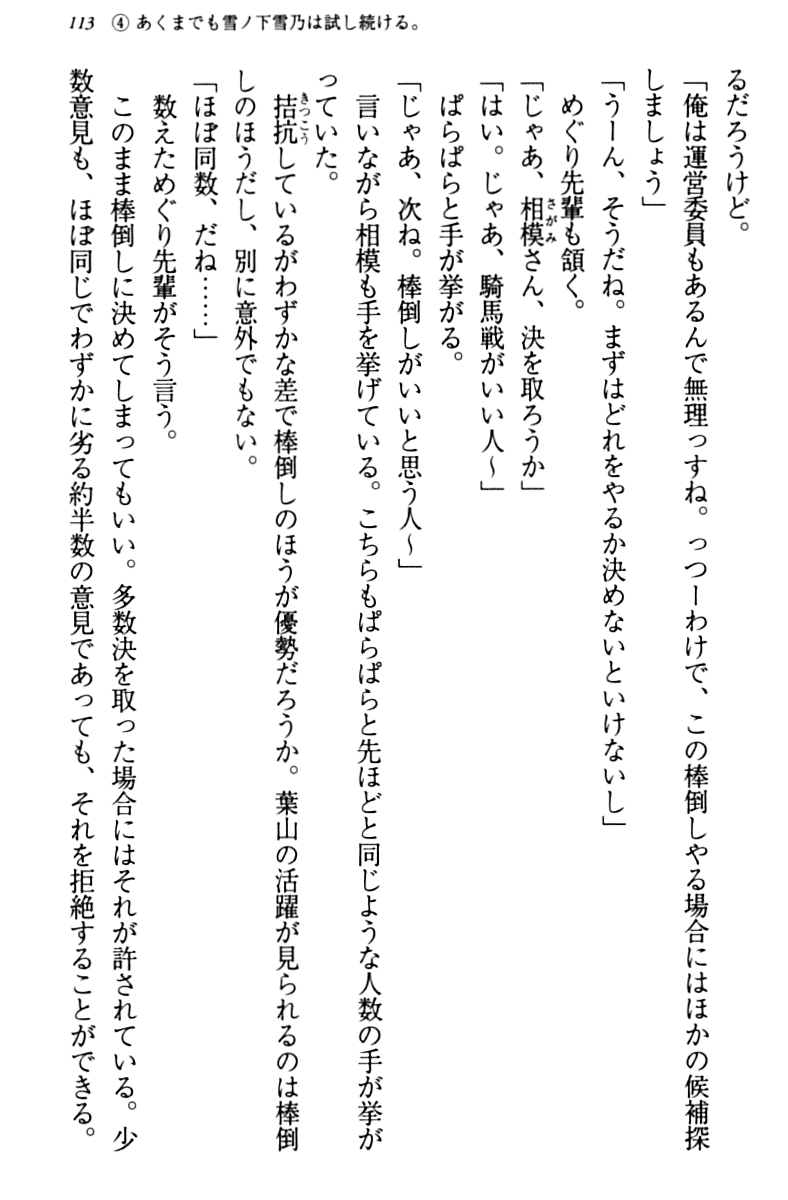 113 ④ あくまでも雪ノ下雪乃は試し続ける。
るだろうけど。
「俺は運営委員もあるんで無理っすね。っつーわけで、この棒倒しやる場合にはほかの候補探
しましょう」
「うーん、そうだね。まずはどれをやるか決めないといけないし」
めぐり先輩も頷く。
「じゃあ、相模さん、決を取ろうか」
さがみ
「はい。じゃあ、騎馬戦がいい人〜」
ぱらぱらと手が挙がる。
「じゃあ、次ね。棒倒しがいいと思う人〜」
言いながら相模も手を挙げている。こちらもぱらぱらと先ほどと同じような人数の手が挙が
っていた。
拮抗しているがわずかな差で棒倒しのほうが優勢だろうか。葉山の活躍が見られるのは棒倒
きっこう
しのほうだし、別に意外でもない。
「ほぼ同数、だね……」
数えためぐり先輩がそう言う。
このまま棒倒しに決めてしまってもいい。多数決を取った場合にはそれが許されている。少
数意見も、ほぼ同じでわずかに劣る約半数の意見であっても、それを拒絶することができる。